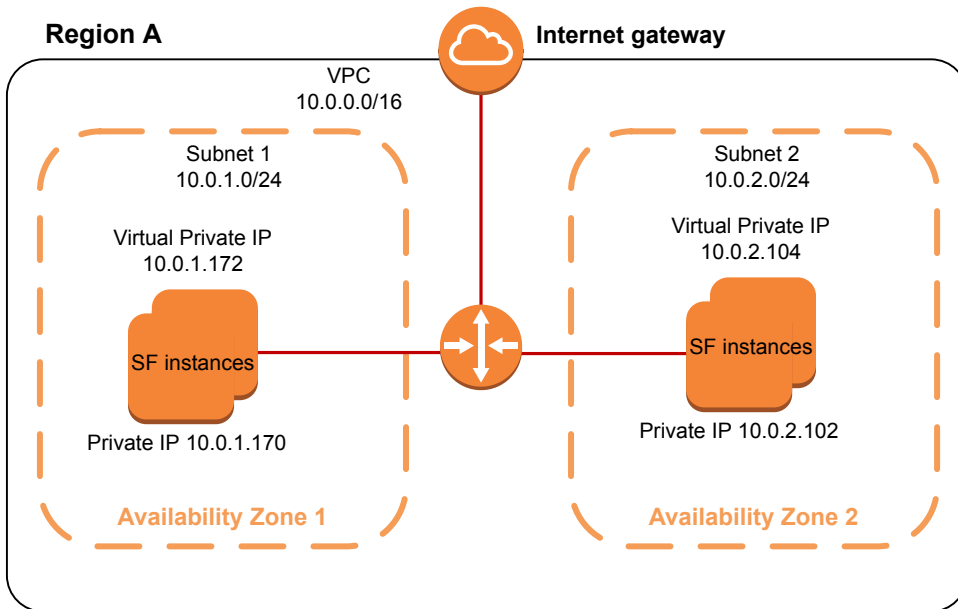 Region A
Internet gateway
VPC
10.0.0.0/16
Subnet 1
10.0.1.0/24
Virtual Private IP
10.0.1.172
SF instances
Private IP 10.0.1.170
Availability Zone 1
Subnet 2
10.0.2.0/24
Virtual Private IP
10.0.2.104
SF instances
Private IP 10.0.2.102
Availability Zone 2